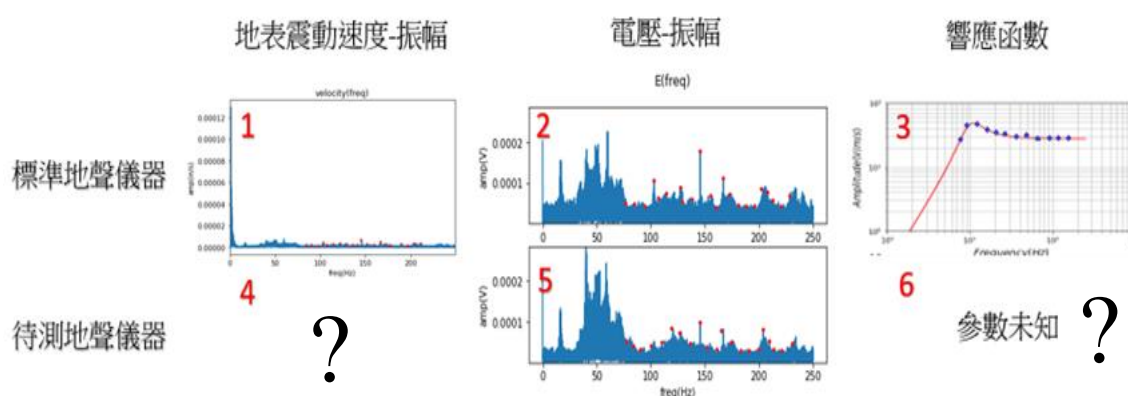 地表震動速度-振幅
電壓-振幅
響應函數
標準地聲儀器
velocity(freq)
1
amp(m/s)
0.00012
0.00010
0.00008
0.00006
0.00004
0.00002
0.00000
0 50 100 150 200
freq(Hz)
E(freq)
2
amp(V)
0.0002
0.0001
0 50 100 150 200 250
3
Frequency(Hz)
待測地聲儀器
4
?
5
amp(V)
0.0002
0.0001
0 50 100 150 200 250
freq(Hz)
6
參數未知 ?